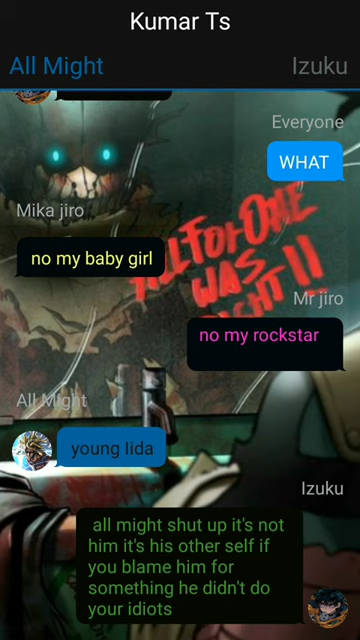 Kumar Ts
All Might
Izuku
Everyone
WHAT
Mika jiro
no my baby girl
ALL FOR ONE
WAS
RIGHT !!
Mr jiro
no my rockstar
All Might
young Iida
Izuku
all might shut up it's not
him it's his other self if
you blame him for
something he didn't do
your idiots